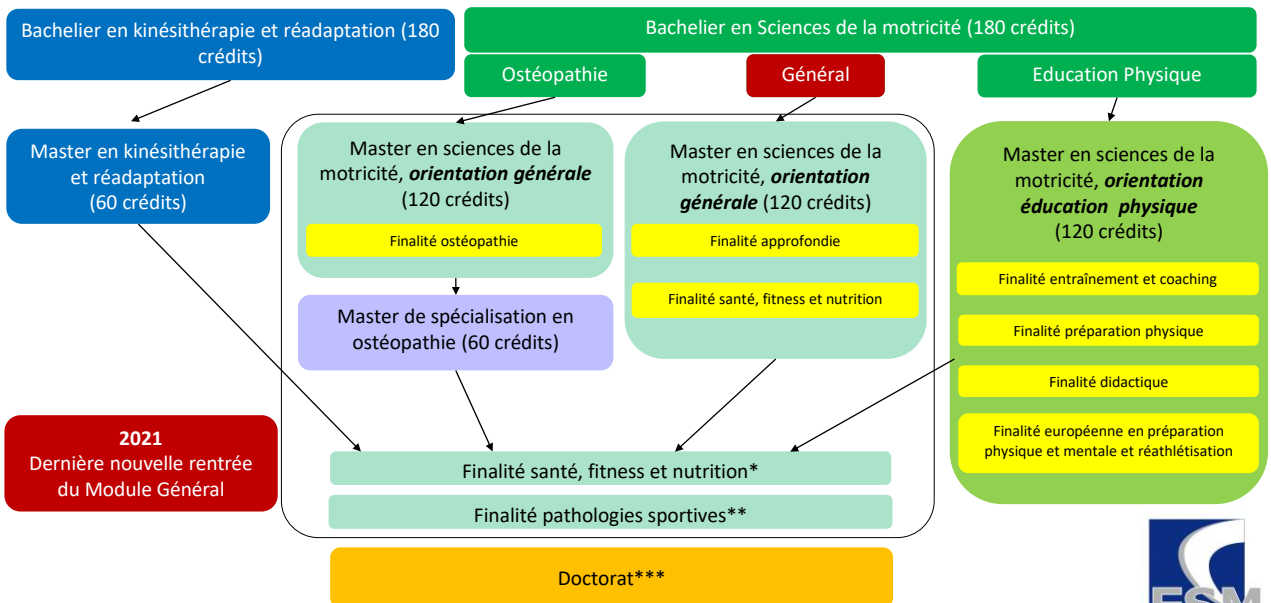 Bachelier en kinésithérapie et réadaptation (180
crédits)
Bachelier en Sciences de la motricité (180 crédits)
Ostéopathie
Général
Education Physique
Master en kinésithérapie
et réadaptation
(60 crédits)
Master en sciences de la
motricité, orientation générale
(120 crédits)
Finalité ostéopathie
Master en sciences de la
motricité, orientation
générale (120 crédits)
Finalité approfondie
Finalité santé, fitness et nutrition
Master en sciences de la
motricité, orientation
éducation physique
(120 crédits)
Finalité entraînement et coaching
Finalité préparation physique
Finalité didactique
Finalité européenne en préparation
physique et mentale et réathlétisation
Master de spécialisation en
ostéopathie (60 crédits)
2021
Dernière nouvelle rentrée
du Module Général
Finalité santé, fitness et nutrition*
Finalité pathologies sportives**
Doctorat***
FSM